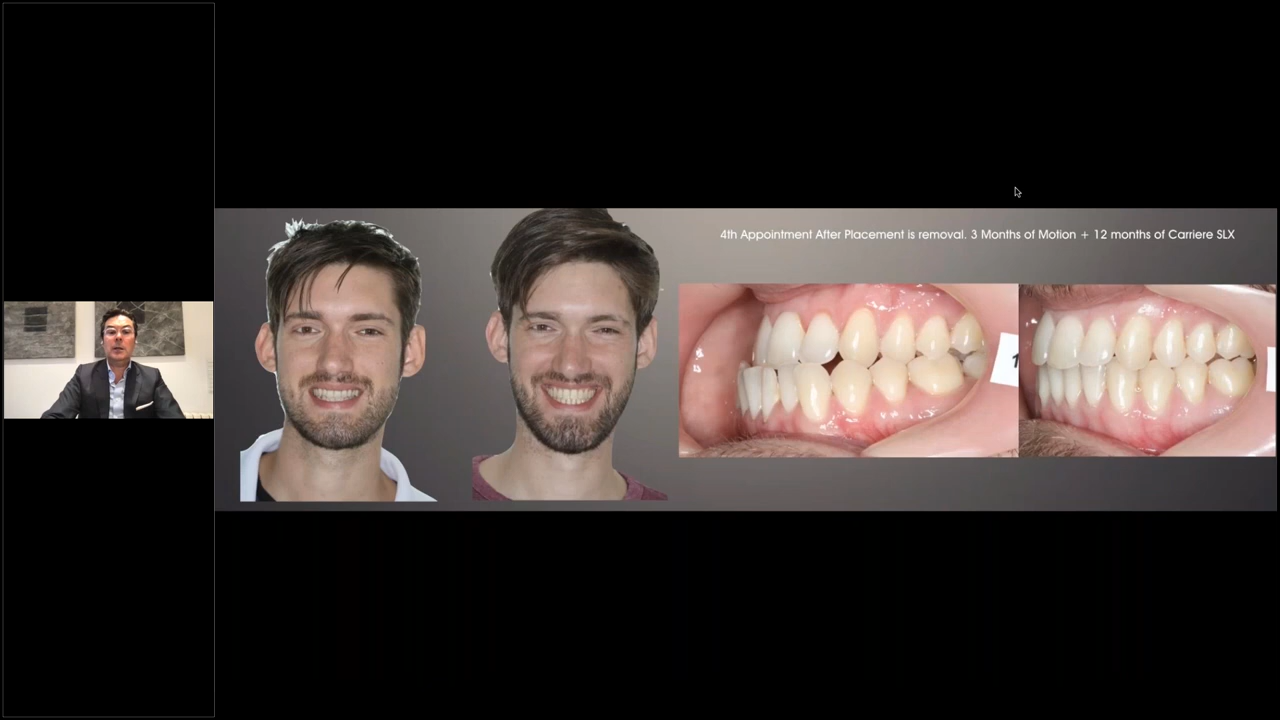 4th Appointment After Placement is removal. 3 Months of Motion + 12 months of Carriere SLX